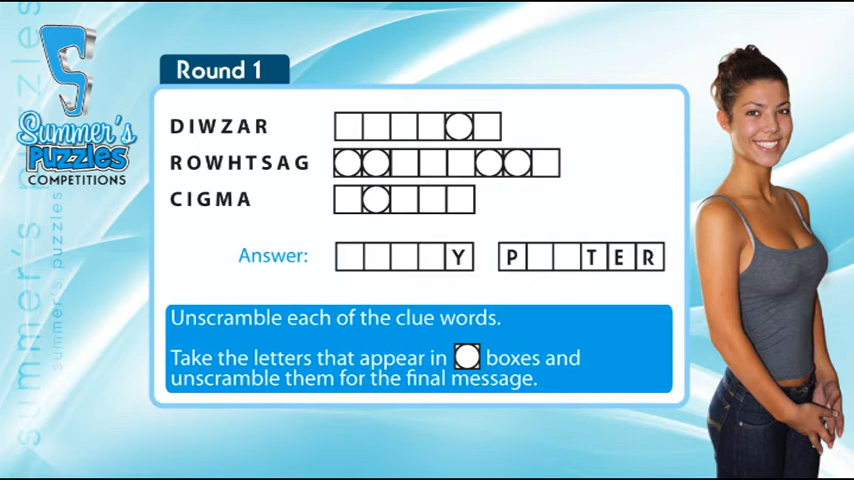 Summer's
Puzzles
COMPETITIONS
summer's puzzles
summer's puzzles
Round 1
DIWZAR
ROWHTSAG
CIGMA
Answer: Y P TER
Unscramble each of the clue words.
Take the letters that appear in boxes and
unscramble them for the final message.